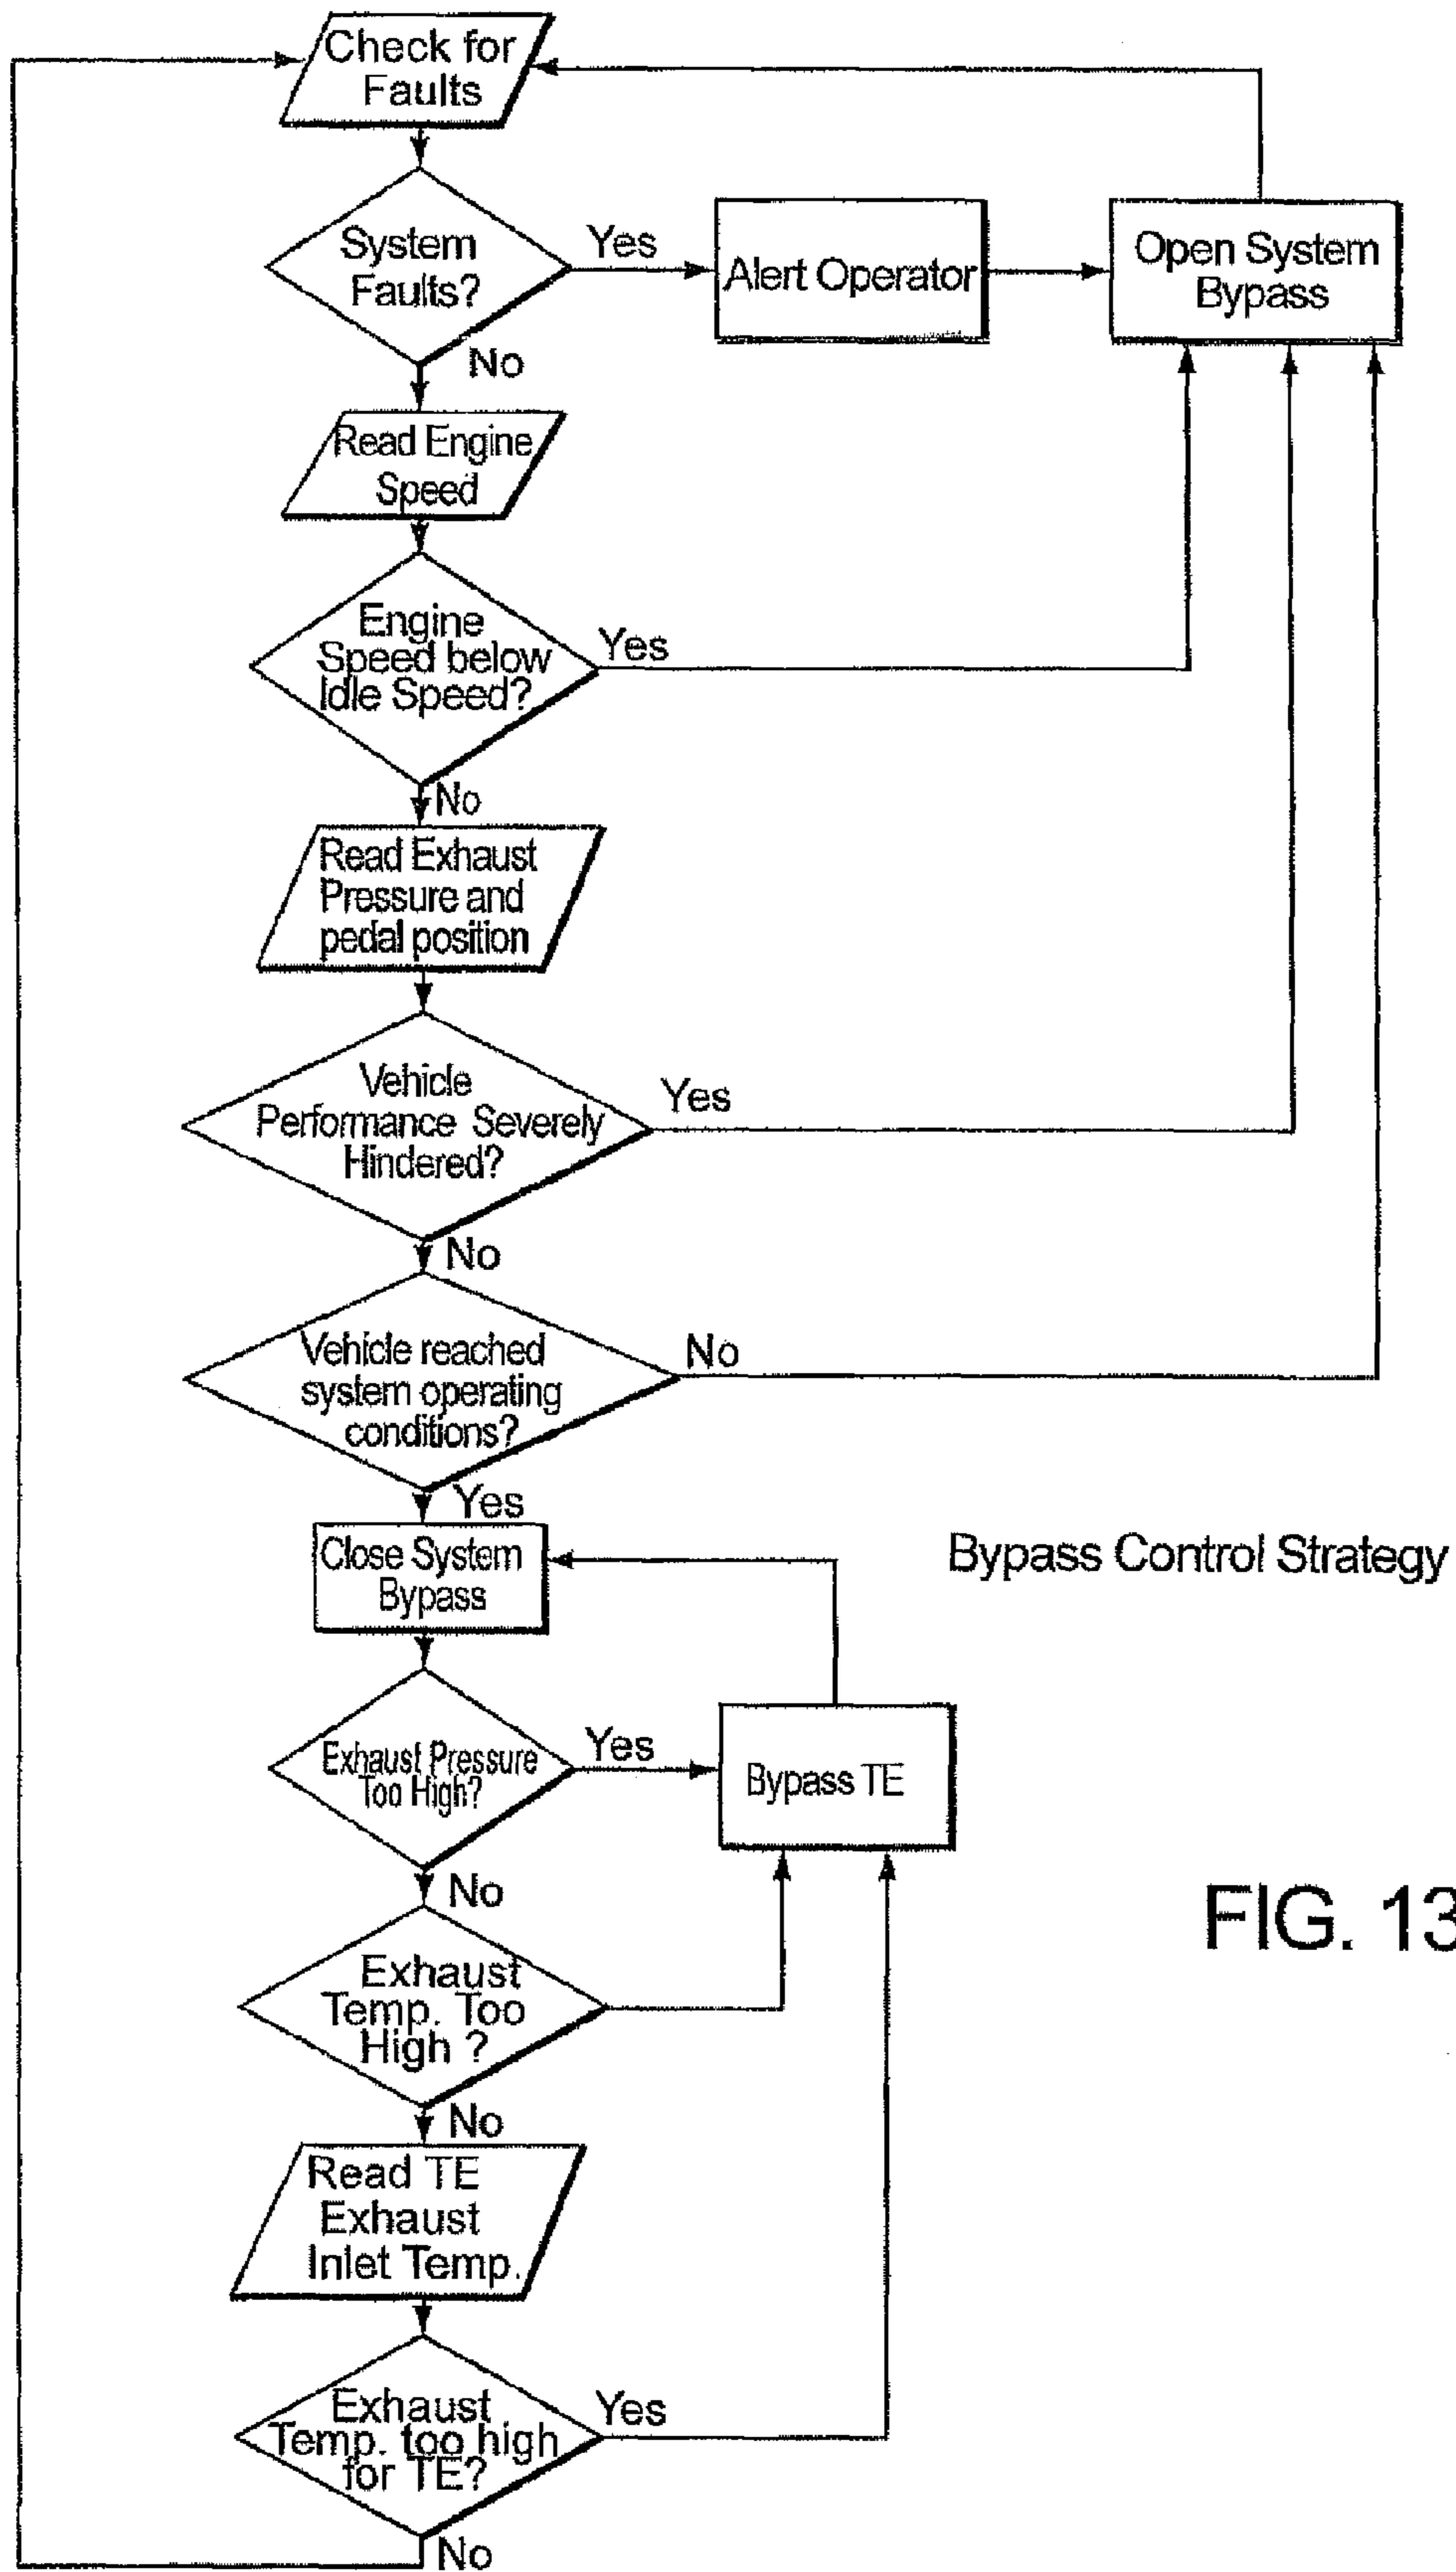 Check for
Faults
System
Faults?
Yes
Alert Operator
Open System
Bypass
No
Read Engine
Speed
Engine
Speed below
Idle Speed?
Yes
No
Read Exhaust
Pressure and
pedal position
Vehicle
Performance Severely
Hindered?
Yes
No
Vehicle reached
system operating
conditions?
No
Yes
Close System
Bypass
Bypass Control Strategy
Exhaust Pressure
Too High?
Yes
Bypass TE
No
Exhaust
Temp. Too
High ?
FIG. 13
No
Read TE
Exhaust
Inlet Temp.
Exhaust
Temp. too high
for TE?
Yes
No